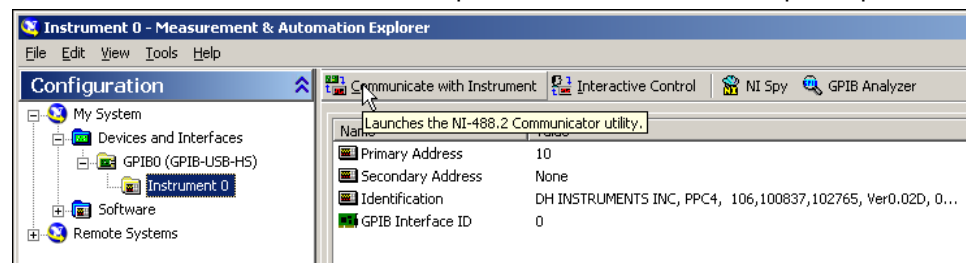 Instrument 0 - Measurement & Automation Explorer
File Edit View Tools Help
Configuration
Communicate with Instrument Interactive Control NI Spy GPIB Analyzer
Launches the NI-488.2 Communicator utility.
My System
Devices and Interfaces
GPIB0 (GPIB-USB-HS)
Instrument 0
Software
Remote Systems
Primary Address 10
Secondary Address None
Identification DH INSTRUMENTS INC, PPC4, 106,100837,102765, Ver0.02D, 0...
GPIB Interface ID 0